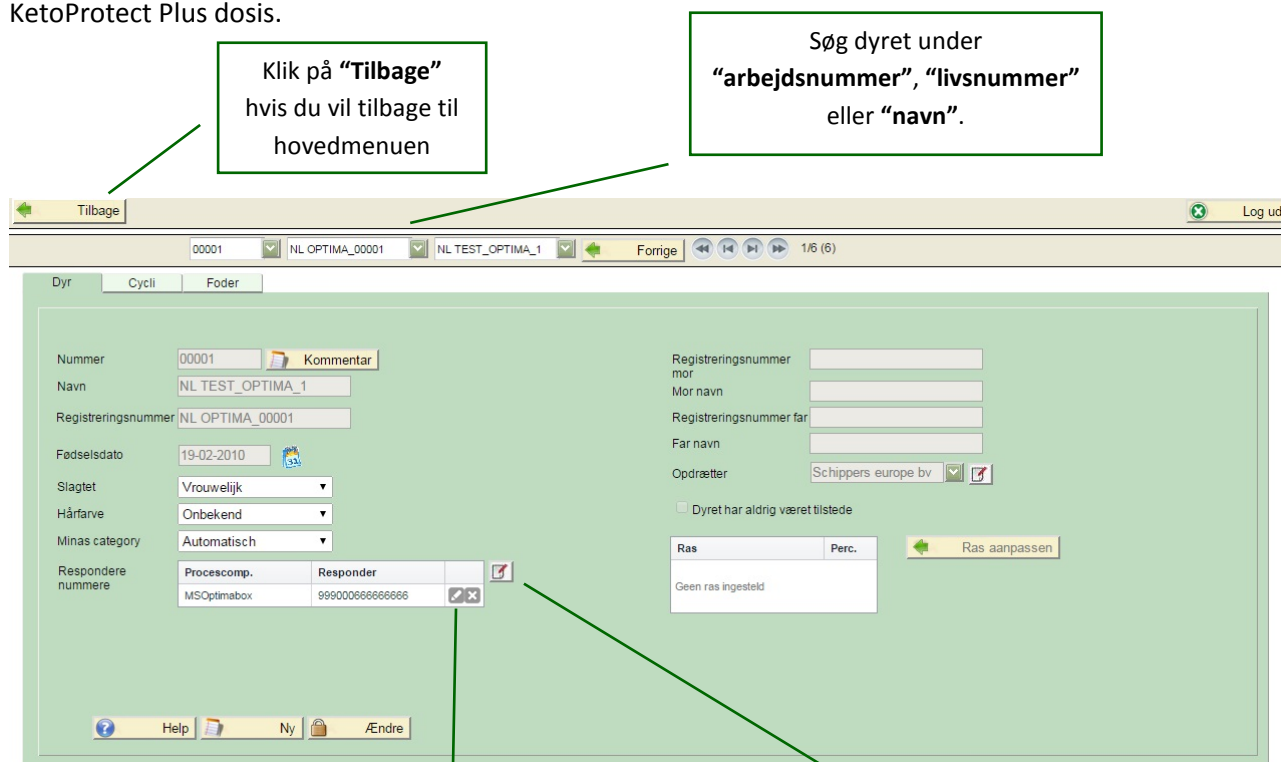 KetoProtect Plus dosis.
Klik på “Tilbage”
hvis du vil tilbage til
hovedmenuen
Søg dyret under
“arbejdsnummer”, “livsnummer”
eller “navn”.
Tilbage
Log ud
00001
NL OPTIMA_00001
NL TEST_OPTIMA_1
Forrige
1/6 (6)
Dyr
Cycli
Foder
Nummer
00001
Kommentar
Navn
NL TEST_OPTIMA_1
Registreringsnummer
NL OPTIMA_00001
Fødselsdato
19-02-2010
31
Slagtet
Vrouwelijk
Hårfarve
Onbekend
Minas category
Automatisch
Respondere
nummere
Procescomp.
Responder
MSOptimabox
999000666666666
Registreringsnummer
mor
Mor navn
Registreringsnummer far
Far navn
Opdrætter
Schippers europe bv
Dyret har aldrig været tilstede
Ras
Perc.
Geen ras ingesteld
Ras aanpassen
Help
Ny
Ændre